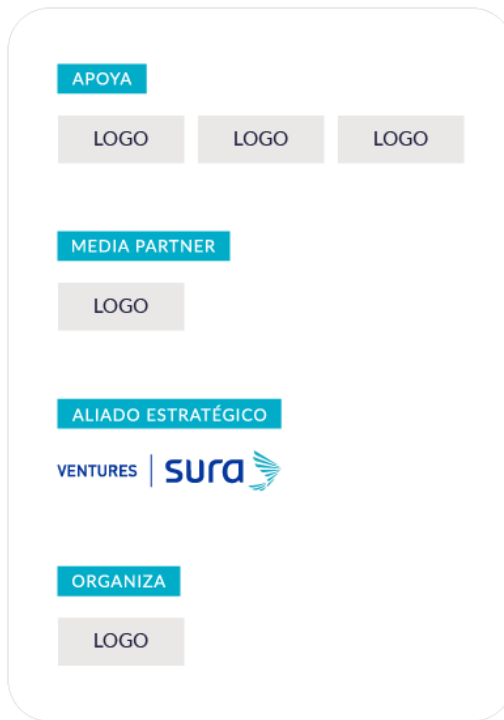 APOYA
LOGO LOGO LOGO
MEDIA PARTNER
LOGO
ALIADO ESTRATÉGICO
VENTURES sura
ORGANIZA
LOGO